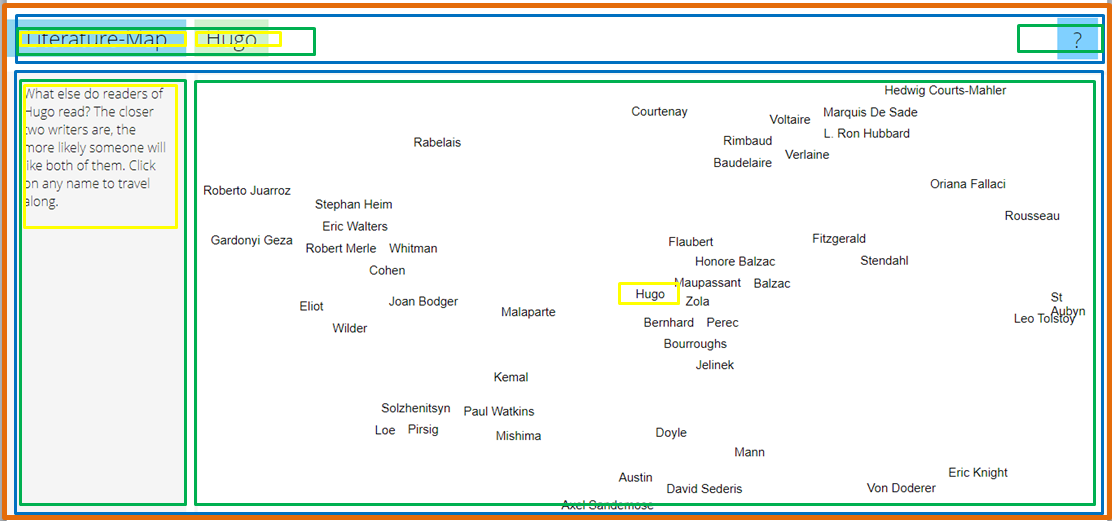 Literature-Map Hugo ?
What else do readers of
Hugo read? The closer
two writers are, the
more likely someone will
like both of them. Click
on any name to travel
along.
Hedwig Courts-Mahler
Courtenay
Marquis De Sade
Voltaire
L. Ron Hubbard
Rimbaud
Rabelais
Verlaine
Baudelaire
Oriana Fallaci
Roberto Juarroz
Stephan Heim
Rousseau
Eric Walters
Fitzgerald
Gardonyi Geza
Flaubert
Robert Merle
Whitman
Stendahl
Honore Balzac
Cohen
Maupassant
Balzac
Hugo
St
Aubyn
Joan Bodger
Zola
Eliot
Malaparte
Leo Tolstoy
Bernhard
Perec
Wilder
Bourroughs
Jelinek
Kemal
Solzhenitsyn
Paul Watkins
Loe
Pirsig
Doyle
Mishima
Mann
Eric Knight
Austin
Von Doderer
David Sederis
Axel Sandemose